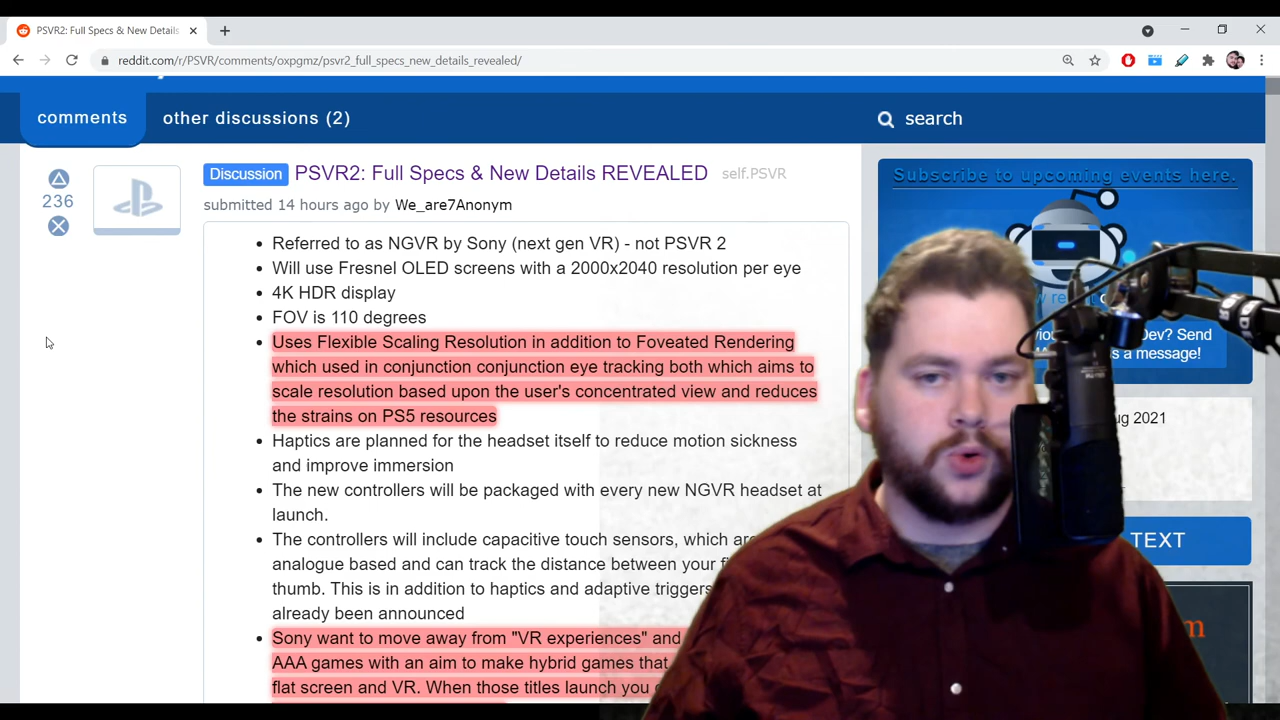 PSVR2: Full Specs & New Details
reddit.com/r/PSVR/comments/oxpgmz/psvr2_full_specs_new_details_revealed/
comments
other discussions (2)
search
236
Discussion PSVR2: Full Specs & New Details REVEALED self.PSVR
submitted 14 hours ago by We_are7Anonym
Referred to as NGVR by Sony (next gen VR) - not PSVR 2
Will use Fresnel OLED screens with a 2000x2040 resolution per eye
4K HDR display
FOV is 110 degrees
Uses Flexible Scaling Resolution in addition to Foveated Rendering
which used in conjunction conjunction eye tracking both which aims to
scale resolution based upon the user's concentrated view and reduces
the strains on PS5 resources
Haptics are planned for the headset itself to reduce motion sickness
and improve immersion
The new controllers will be packaged with every new NGVR headset at
launch.
The controllers will include capacitive touch sensors, which are
analogue based and can track the distance between your
thumb. This is in addition to haptics and adaptive triggers
already been announced
Sony want to move away from "VR experiences" and
AAA games with an aim to make hybrid games that
flat screen and VR. When those titles launch you
Subscribe to upcoming events here.
Dev? Send
a message!
2021
TEXT